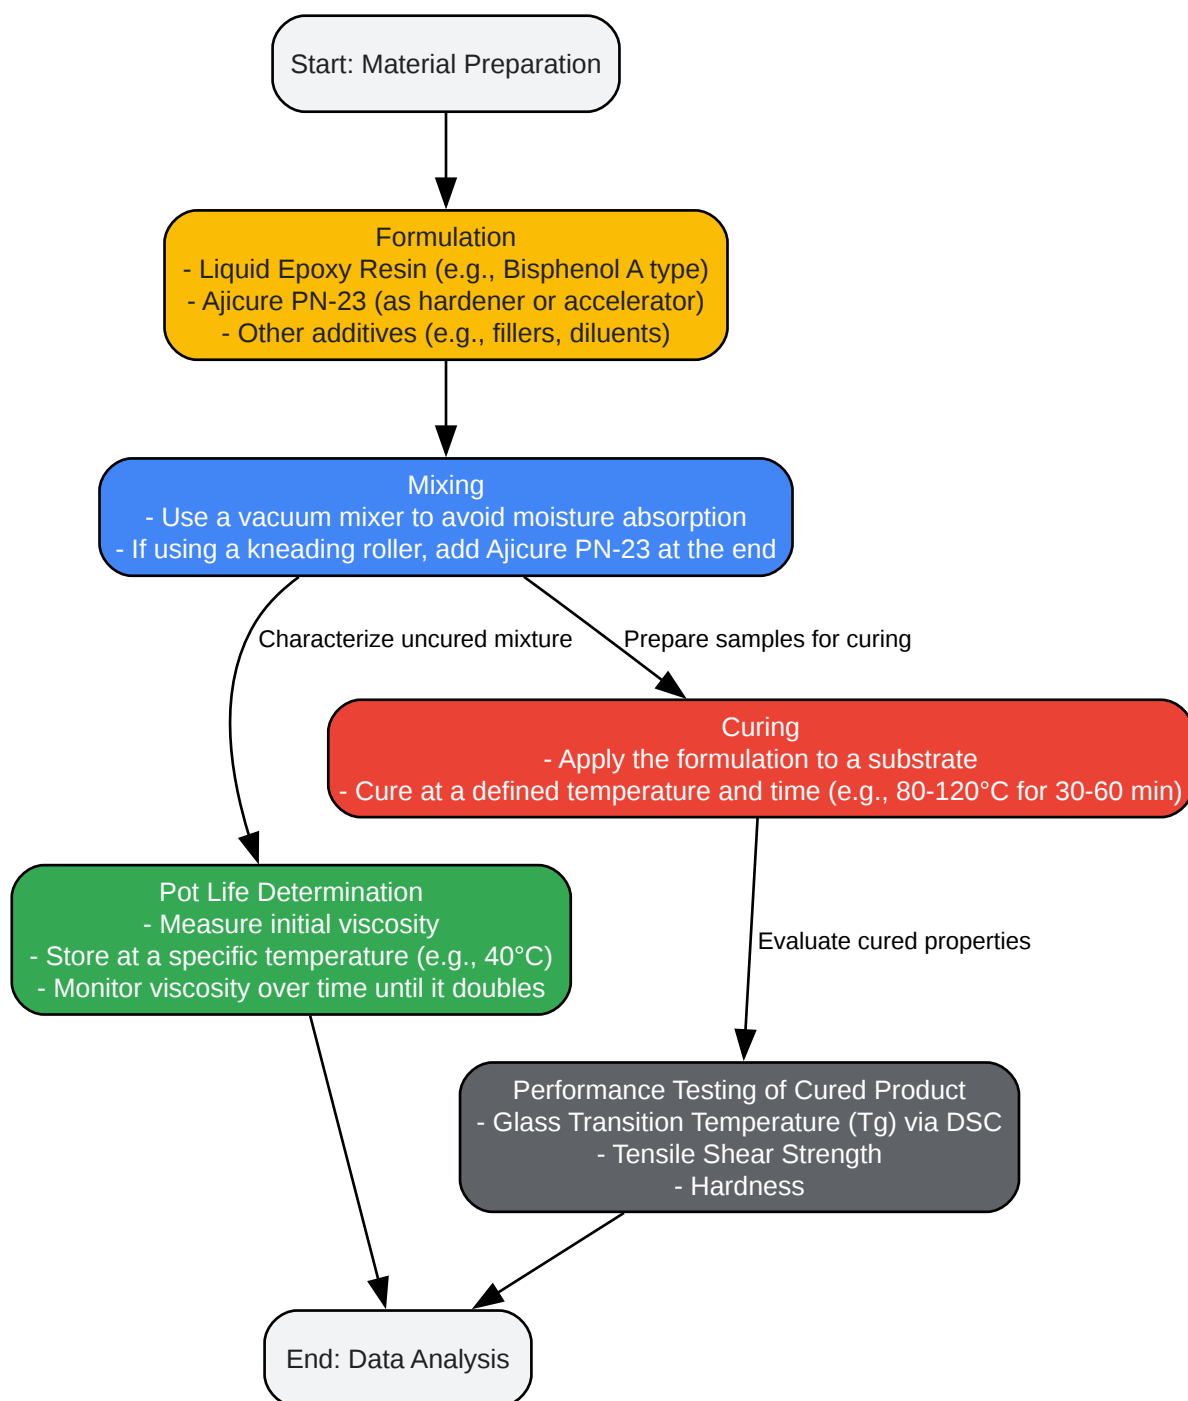 Start: Material Preparation
Formulation
- Liquid Epoxy Resin (e.g., Bisphenol A type)
- Ajicure PN-23 (as hardener or accelerator)
- Other additives (e.g., fillers, diluents)
Mixing
- Use a vacuum mixer to avoid moisture absorption
- If using a kneading roller, add Ajicure PN-23 at the end
Characterize uncured mixture
Prepare samples for curing
Curing
- Apply the formulation to a substrate
- Cure at a defined temperature and time (e.g., 80-120°C for 30-60 min)
Pot Life Determination
- Measure initial viscosity
- Store at a specific temperature (e.g., 40°C)
- Monitor viscosity over time until it doubles
Evaluate cured properties
Performance Testing of Cured Product
- Glass Transition Temperature (Tg) via DSC
- Tensile Shear Strength
- Hardness
End: Data Analysis